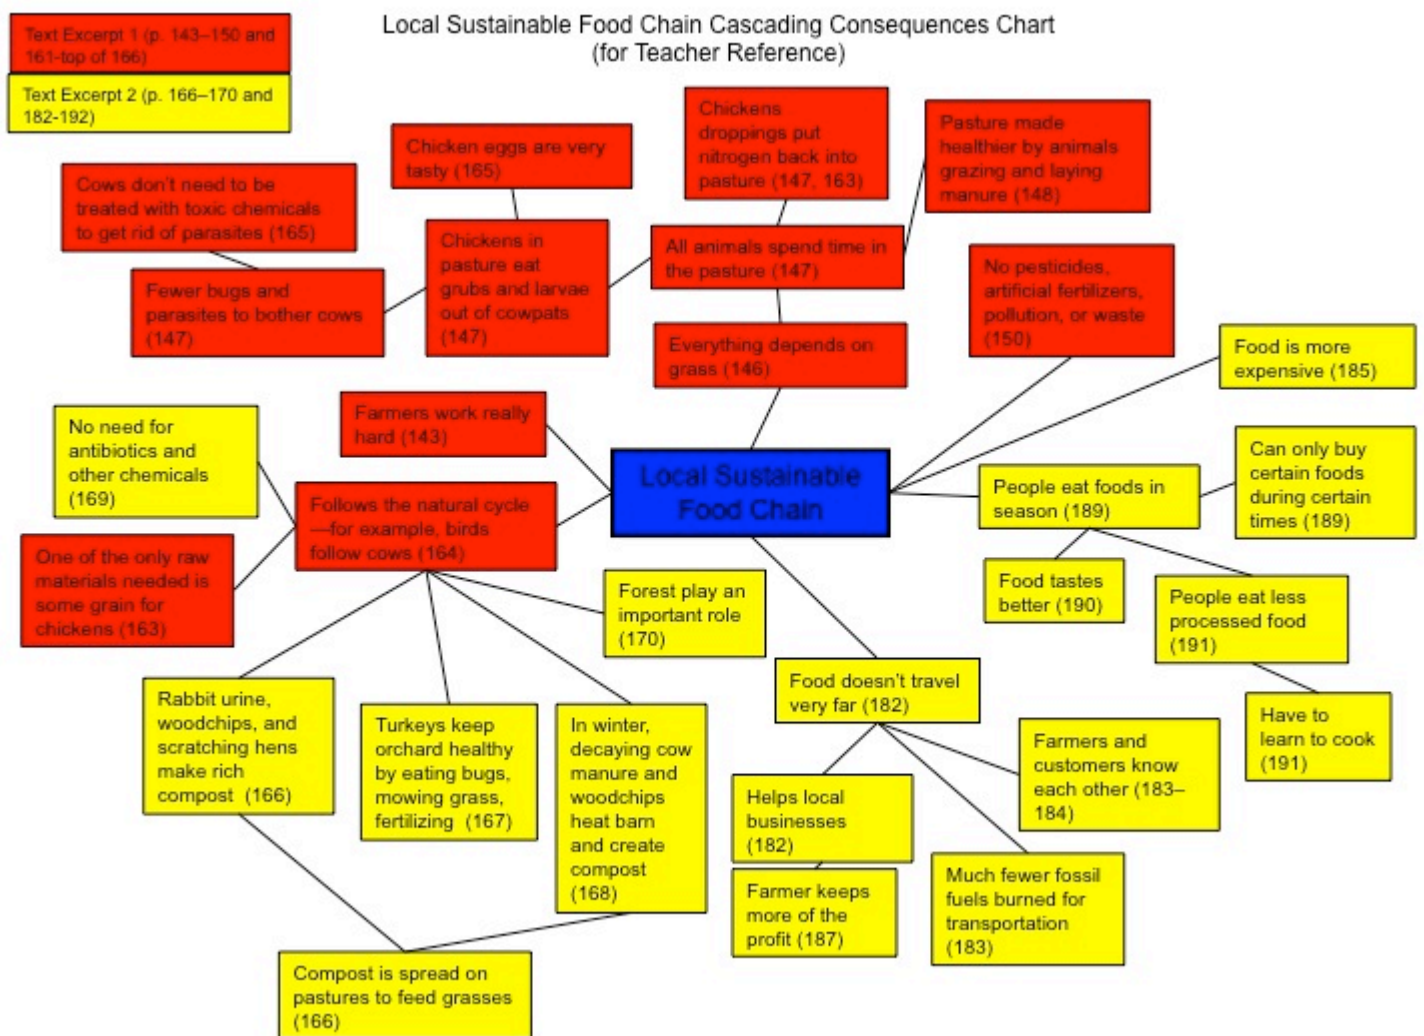 Local Sustainable Food Chain Cascading Consequences Chart
(for Teacher Reference)
Text Excerpt 1 (p. 143–150 and
161-top of 166)
Text Excerpt 2 (p. 166–170 and
182-192)
Chicken eggs are very
tasty (165)
Chickens
droppings put
nitrogen back into
pasture (147, 163)
Pasture made
healthier by animals
grazing and laying
manure (148)
Cows don't need to be
treated with toxic chemicals
to get rid of parasites (165)
Chickens in
pasture eat
grubs and larvae
out of cowpats
(147)
All animals spend time in
the pasture (147)
No pesticides,
artificial fertilizers,
pollution, or waste
(150)
Fewer bugs and
parasites to bother cows
(147)
Everything depends on
grass (146)
Food is more
expensive (185)
Farmers work really
hard (143)
No need for
antibiotics and
other chemicals
(169)
Local Sustainable
Food Chain
People eat foods in
season (189)
Can only buy
certain foods
during certain
times (189)
Follows the natural cycle
—for example, birds
follow cows (164)
One of the only raw
materials needed is
some grain for
chickens (163)
Forest play an
important role
(170)
Food tastes
better (190)
People eat less
processed food
(191)
Rabbit urine,
woodchips, and
scratching hens
make rich
compost (166)
Turkeys keep
orchard healthy
by eating bugs,
mowing grass,
fertilizing (167)
In winter,
decaying cow
manure and
woodchips
heat barn
and create
compost
(168)
Food doesn't travel
very far (182)
Have to
learn to cook
(191)
Farmers and
customers know
each other (183–
184)
Helps local
businesses
(182)
Farmer keeps
more of the
profit (187)
Much fewer fossil
fuels burned for
transportation
(183)
Compost is spread on
pastures to feed grasses
(166)